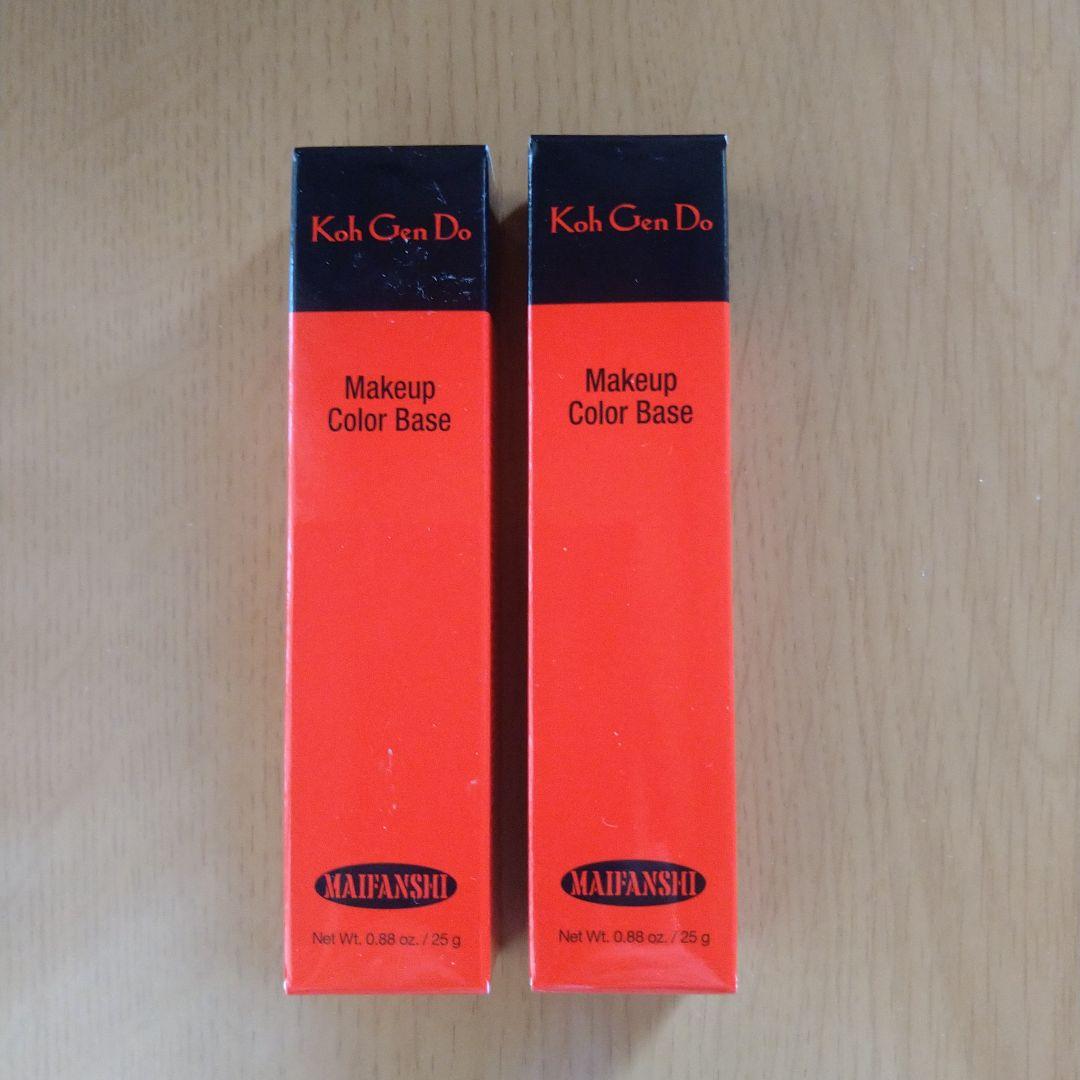 Koh Gen Do
Makeup
Color Base
MAIFANSHI
Net Wt. 0.88 oz. / 25 g
Koh Gen Do
Makeup
Color Base
MAIFANSHI
Net Wt. 0.88 oz. / 25 g